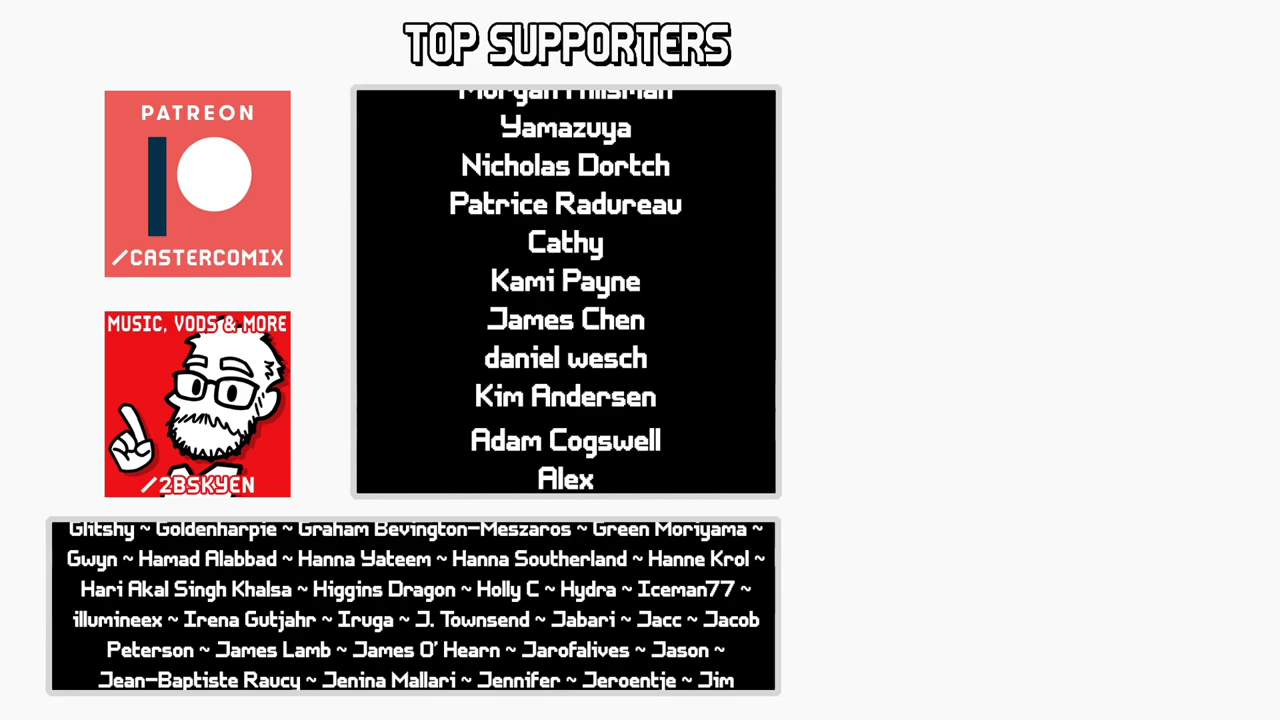 TOP SUPPORTERS
PATREON
/CASTERCOMIX
MUSIC, VODS & MORE
/2BSKYEN
Yamazuya
Nicholas Dortch
Patrice Radureau
Cathy
Kami Payne
James Chen
daniel wesch
Kim Andersen
Adam Cogswell
Alex
Glitshy ~ Goldenharpie ~ Graham Bevington-Meszaros ~ Green Moriyama ~
Gwyn ~ Hamad Alabbad ~ Hanna Yateem ~ Hanna Southerland ~ Hanne Krol ~
Hari Akal Singh Khalsa ~ Higgins Dragon ~ Holly C ~ Hydra ~ Iceman77 ~
illumineex ~ Irena Gutjahr ~ Iruga ~ J. Townsend ~ Jabari ~ Jacc ~ Jacob
Peterson ~ James Lamb ~ James O' Hearn ~ Jarofalives ~ Jason ~
Jean-Baptiste Raucy ~ Jenina Mallari ~ Jennifer ~ Jeroentje ~ Jim